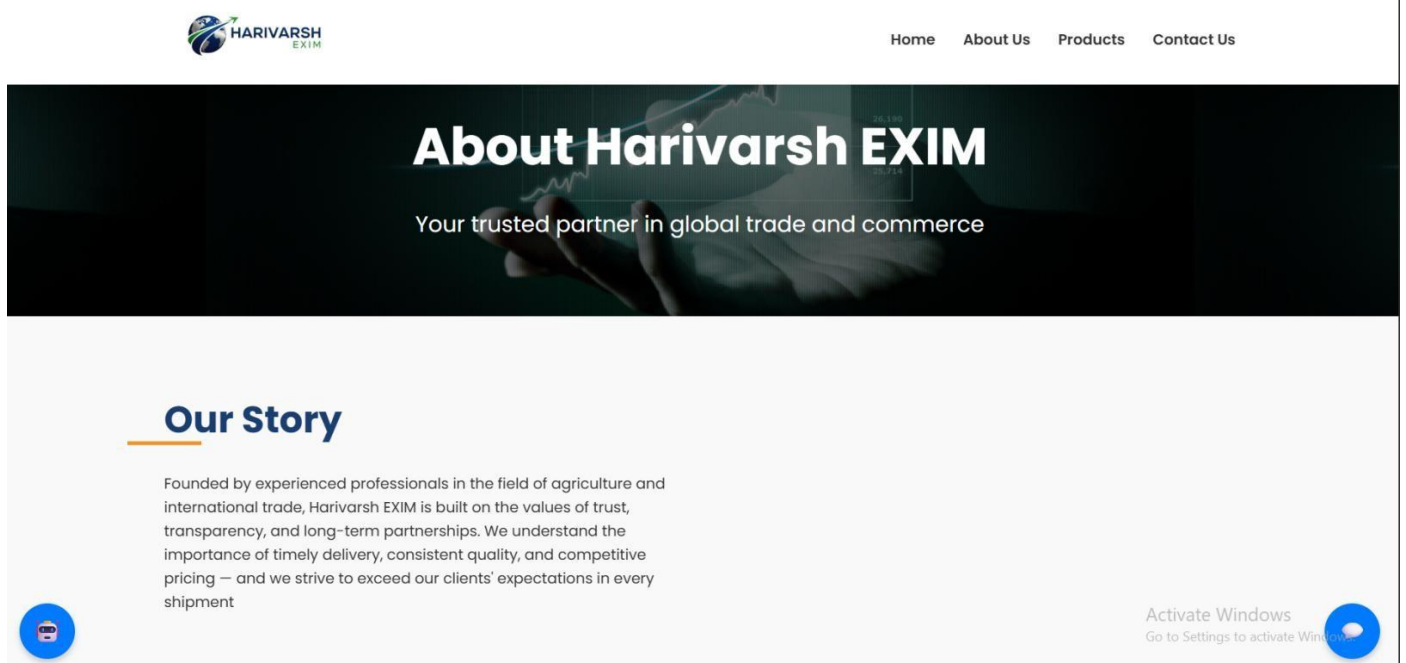 HARIVARSH
EXIM
Home About Us Products Contact Us
About Harivarsh EXIM
26,190
25,714
Your trusted partner in global trade and commerce
Our Story
Founded by experienced professionals in the field of agriculture and
international trade, Harivarsh EXIM is built on the values of trust,
transparency, and long-term partnerships. We understand the
importance of timely delivery, consistent quality, and competitive
pricing — and we strive to exceed our clients' expectations in every
shipment
Activate Windows
Go to Settings to activate Windows.